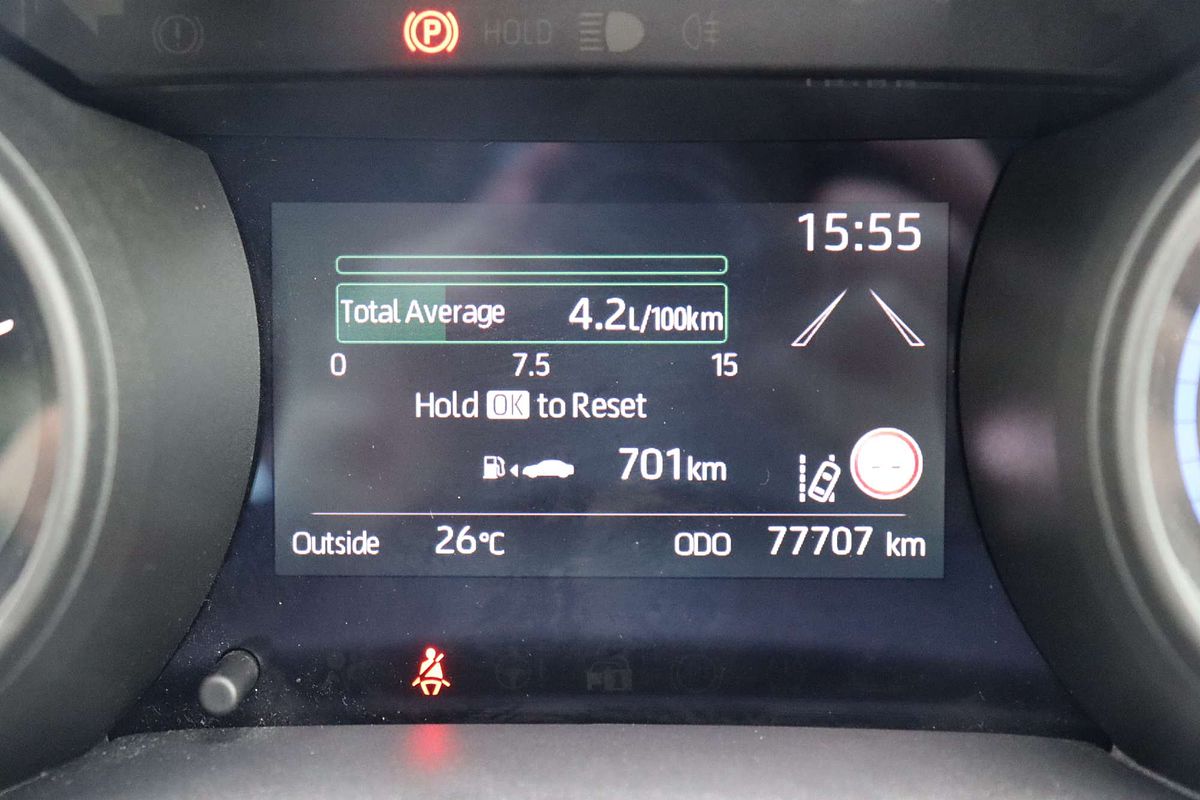 P HOLD
15:55
Total Average 4.2L/100km
0 7.5 15
Hold OK to Reset
701km
--
Outside 26°C ODO 77707 km